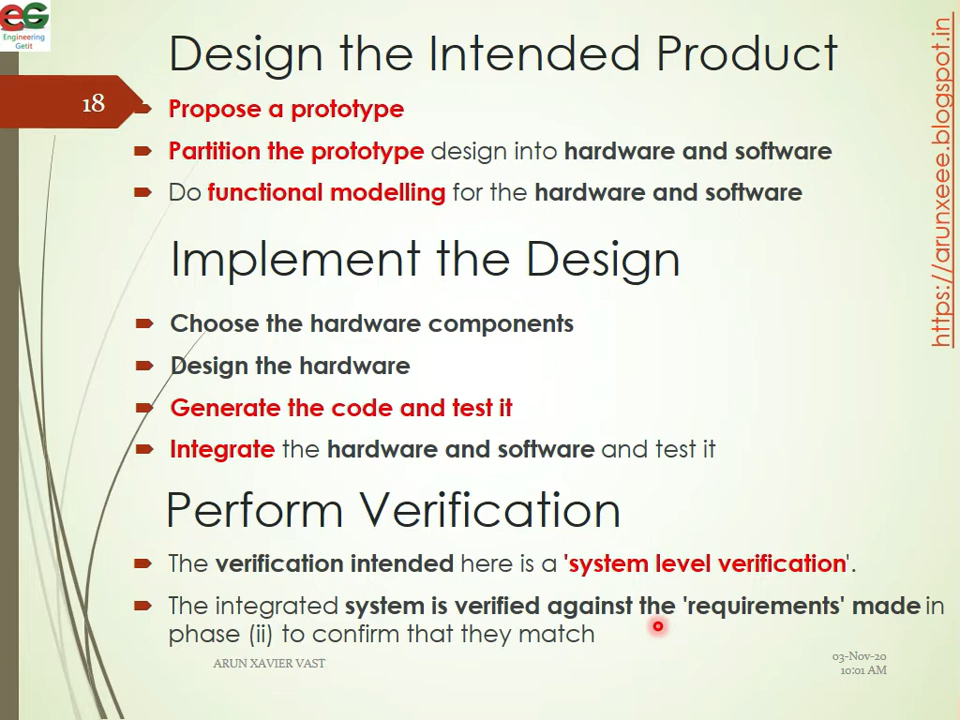 EG
Engineering
Getit
Design the Intended Product
18
Propose a prototype
Partition the prototype design into hardware and software
Do functional modelling for the hardware and software
Implement the Design
Choose the hardware components
Design the hardware
Generate the code and test it
Integrate the hardware and software and test it
Perform Verification
The verification intended here is a 'system level verification'.
The integrated system is verified against the 'requirements' made in
phase (ii) to confirm that they match
ARUN XAVIER VAST
03-Nov-20
10:01 AM
https://arunxeee.blogspot.in